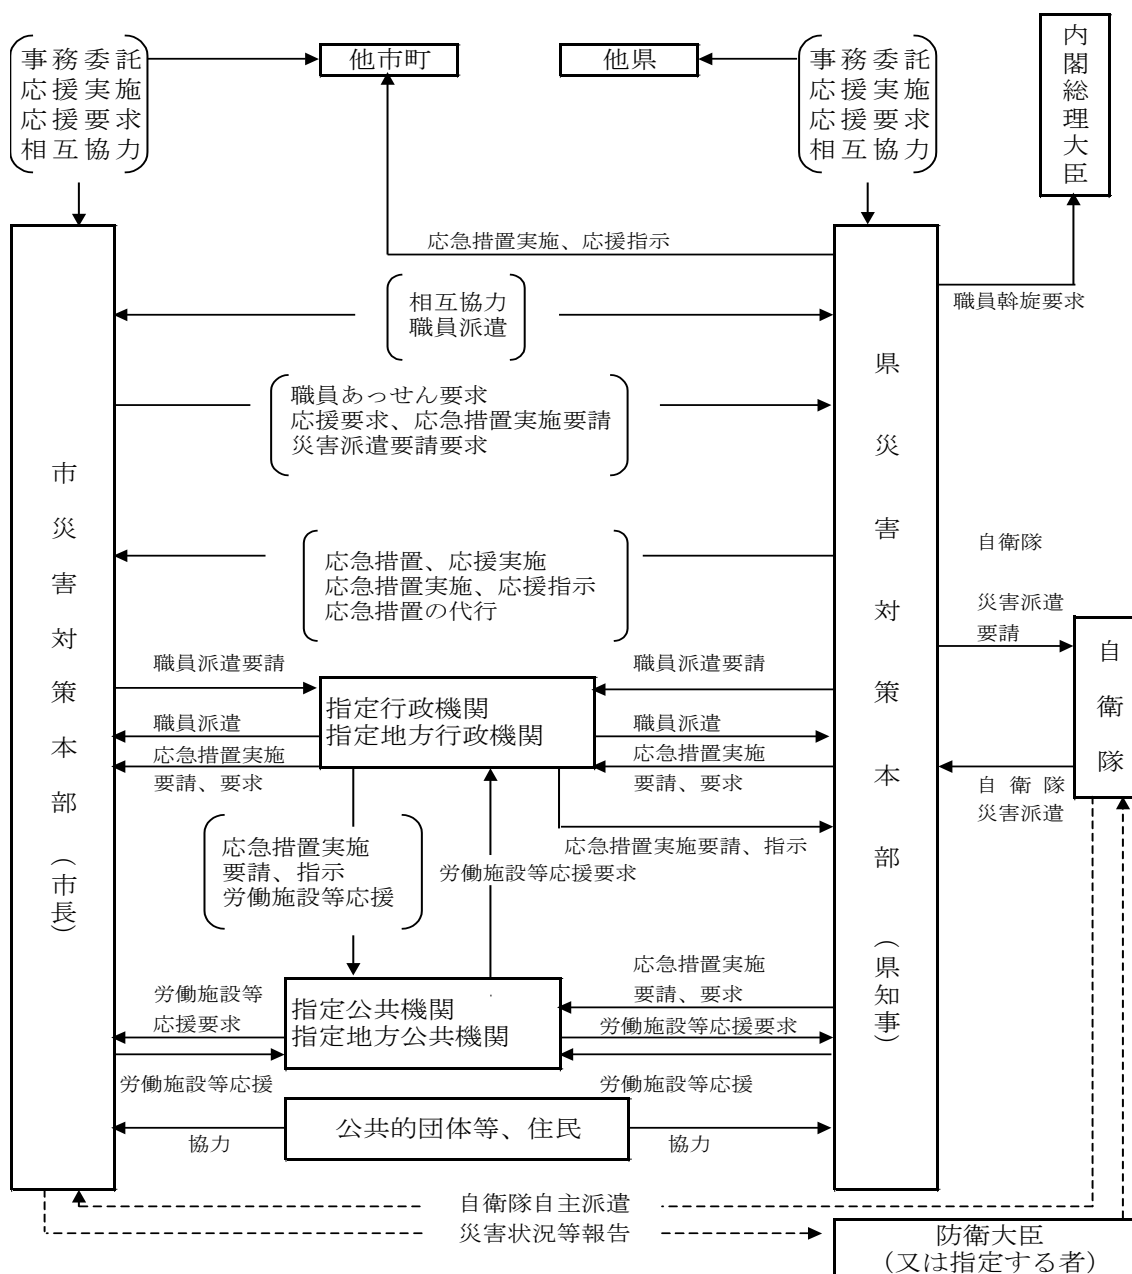 事務委託
応援実施
応援要求
相互協力
他市町
他県
事務委託
応援実施
応援要求
相互協力
内閣総理大臣
応急措置実施、応援指示
職員斡旋要求
相互協力
職員派遣
職員あっせん要求
応援要求、応急措置実施要請
災害派遣要請要求
応急措置、応援実施
応急措置実施、応援指示
応急措置の代行
市災害対策本部(市長)
県災害対策本部(県知事)
自衛隊
災害派遣
要請
自衛隊
自衛隊
災害派遣
職員派遣要請
職員派遣
応急措置実施
要請、要求
指定行政機関
指定地方行政機関
職員派遣要請
職員派遣
応急措置実施
要請、要求
応急措置実施
要請、指示
労働施設等応援
応急措置実施要請、指示
労働施設等応援要求
労働施設等
応援要求
指定公共機関
指定地方公共機関
応急措置実施
要請、要求
労働施設等応援要求
労働施設等応援
労働施設等応援
公共的団体等、住民
協力
協力
自衛隊自主派遣
災害状況等報告
防衛大臣
(又は指定する者)